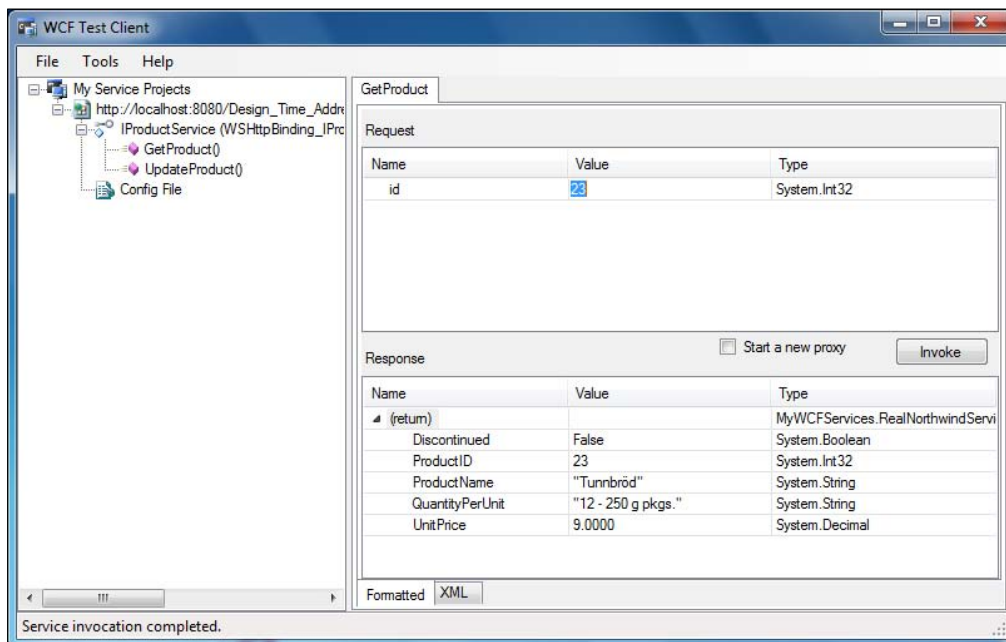 WCF Test Client
File Tools Help
My Service Projects
http://localhost:8080/Design_Time_Addre
IProductService (WSHttpBinding_IPrc
GetProduct()
UpdateProduct()
Config File
GetProduct
Request
Name Value Type
id 23 System.Int32
Start a new proxy Invoke
Response
Name Value Type
(return) MyWCFServices.RealNorthwindServi
Discontinued False System.Boolean
ProductID 23 System.Int32
ProductName "Tunnbröd" System.String
QuantityPerUnit "12 - 250 g pkgs." System.String
UnitPrice 9.0000 System.Decimal
Formatted XML
Service invocation completed.